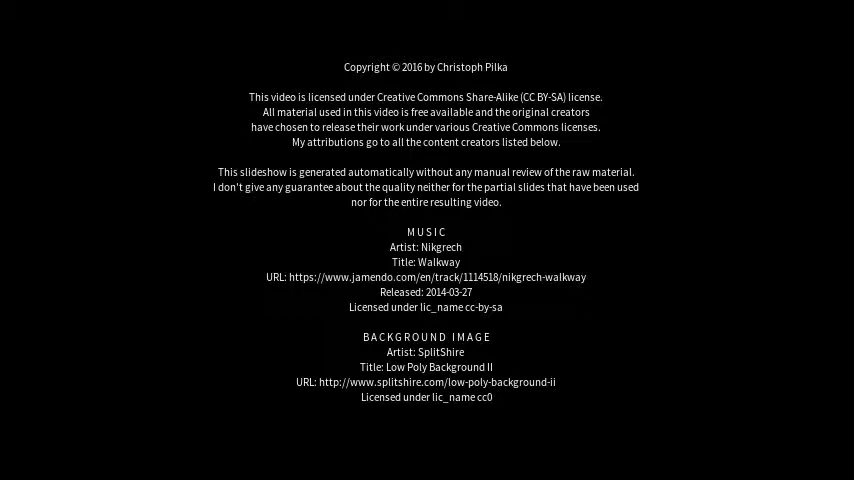 Copyright © 2016 by Christoph Pilka
This video is licensed under Creative Commons Share-Alike (CC BY-SA) license.
All material used in this video is free available and the original creators
have chosen to release their work under various Creative Commons licenses.
My attributions go to all the content creators listed below.
This slideshow is generated automatically without any manual review of the raw material.
I don't give any guarantee about the quality neither for the partial slides that have been used
nor for the entire resulting video.
MUSIC
Artist: Nikgrech
Title: Walkway
URL: https://www.jamendo.com/en/track/1114518/nikgrech-walkway
Released: 2014-03-27
Licensed under lic_name cc-by-sa
BACKGROUND IMAGE
Artist: SplitShire
Title: Low Poly Background II
URL: http://www.splitshire.com/low-poly-background-ii
Licensed under lic_name cc0